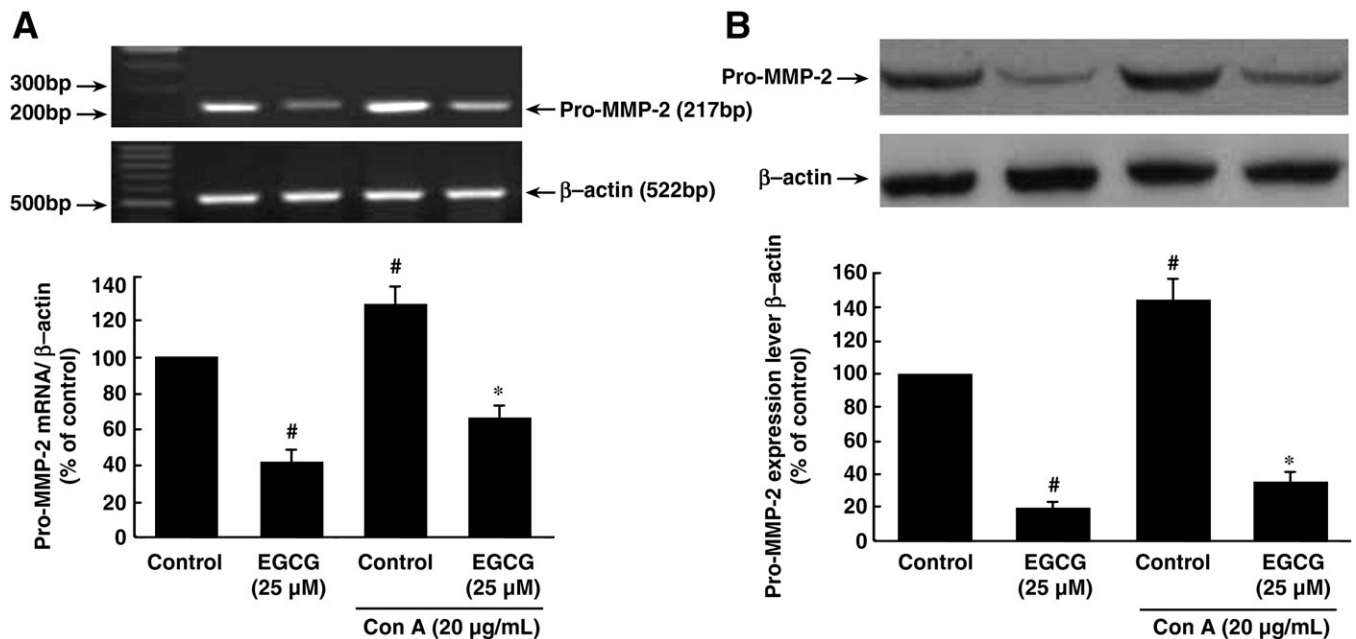 A
300bp
200bp
Pro-MMP-2 (217bp)
500bp
β-actin (522bp)
Pro-MMP-2 mRNA/ β-actin
(% of control)
140
120
100
80
60
40
20
0
#
#
*
Control
EGCG
(25 µM)
Control
EGCG
(25 µM)
Con A (20 µg/mL)
B
Pro-MMP-2
β-actin
Pro-MMP-2 expression lever β-actin
(% of control)
160
140
120
100
80
60
40
20
0
#
#
*
Control
EGCG
(25 µM)
Control
EGCG
(25 µM)
Con A (20 µg/mL)